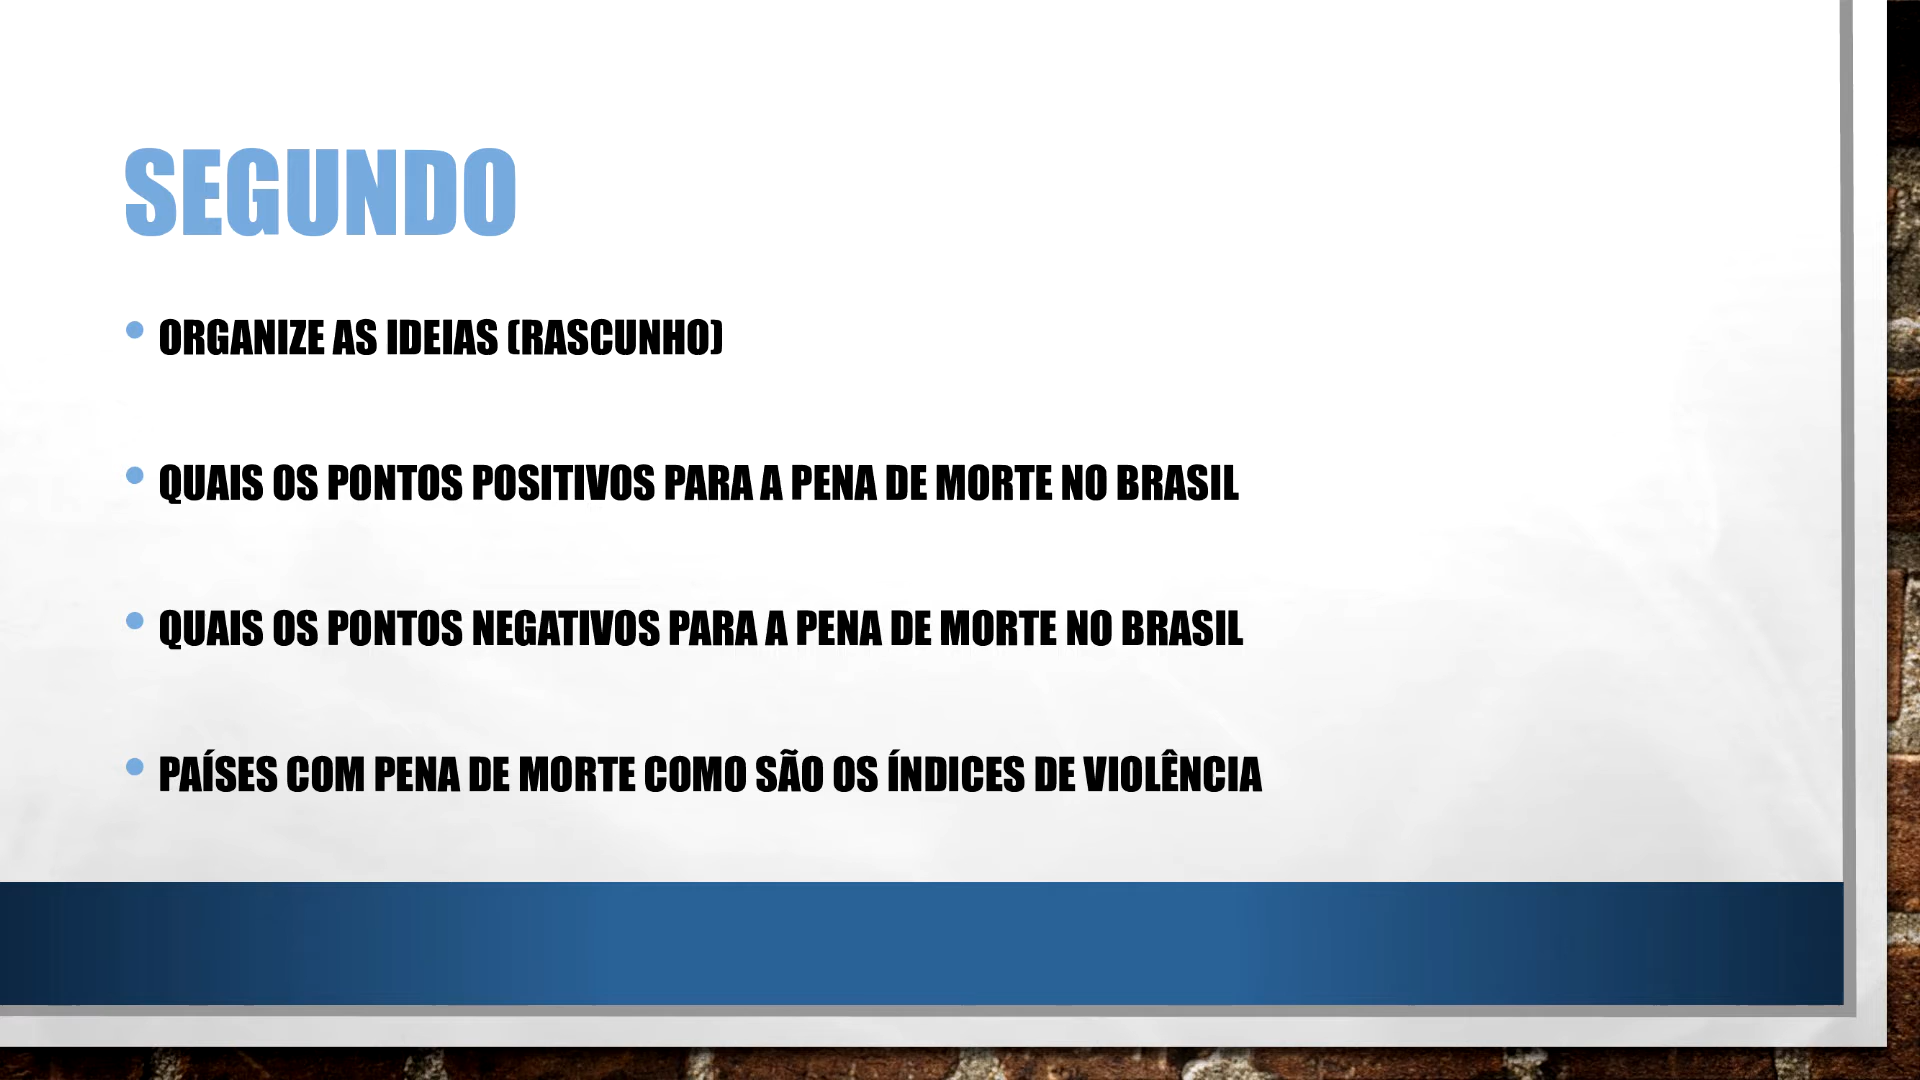 SEGUNDO
ORGANIZE AS IDEIAS (RASCUNHO)
QUAIS OS PONTOS POSITIVOS PARA A PENA DE MORTE NO BRASIL
QUAIS OS PONTOS NEGATIVOS PARA A PENA DE MORTE NO BRASIL
PAÍSES COM PENA DE MORTE COMO SÃO OS ÍNDICES DE VIOLÊNCIA